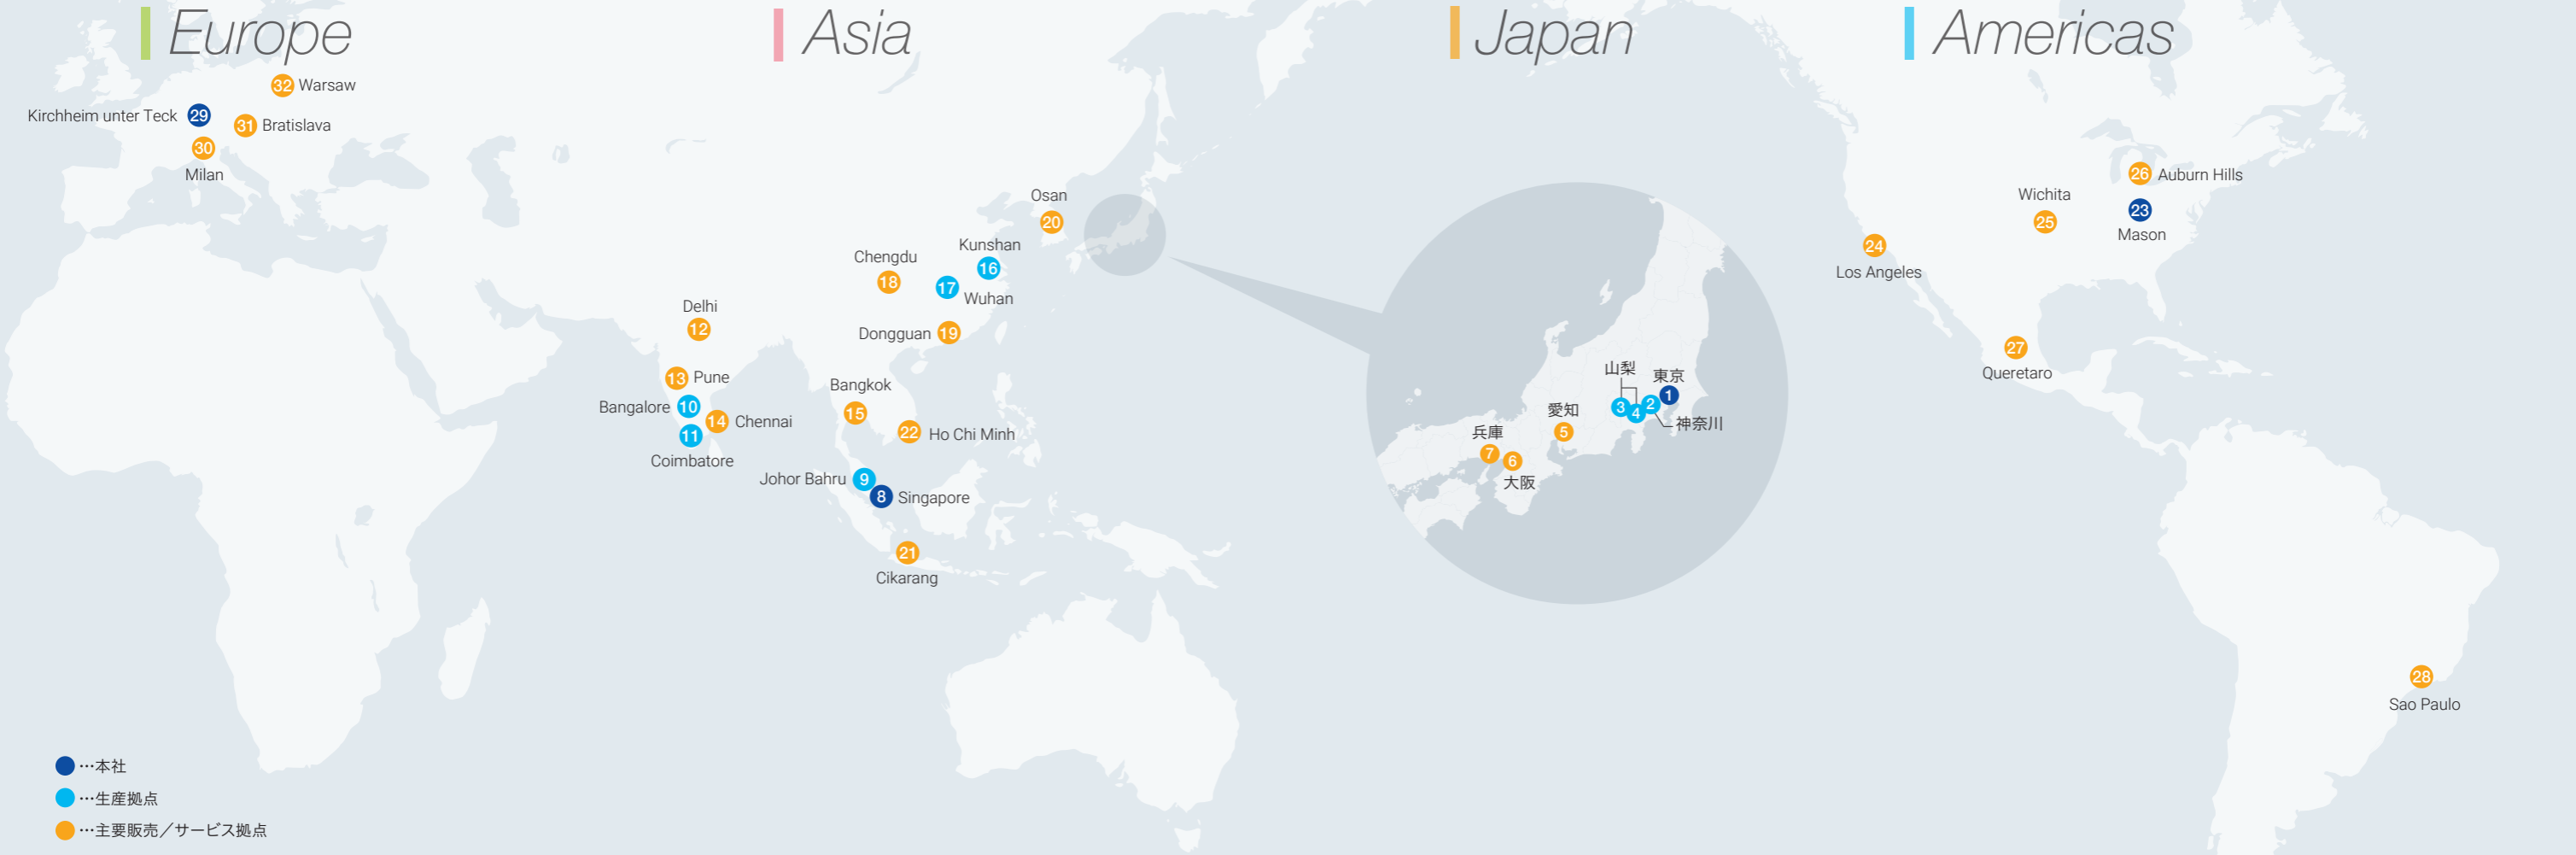 Europe
Asia
Japan
Americas
32 Warsaw
Kirchheim unter Teck 29
31 Bratislava
30
Milan
Osan
20
Kunshan
16
Chengdu
18
17
Wuhan
Delhi
12
Dongguan 19
13 Pune
Bangkok
15
Bangalore 10
14 Chennai
11
Coimbatore
22 Ho Chi Minh
Johor Bahru 9
8 Singapore
21
Cikarang
山梨
東京
1
2
3
4
神奈川
愛知
5
兵庫
7
6
大阪
26 Auburn Hills
Wichita
25
23
Mason
24
Los Angeles
27
Queretaro
28
Sao Paulo
…本社
…生産拠点
…主要販売／サービス拠点